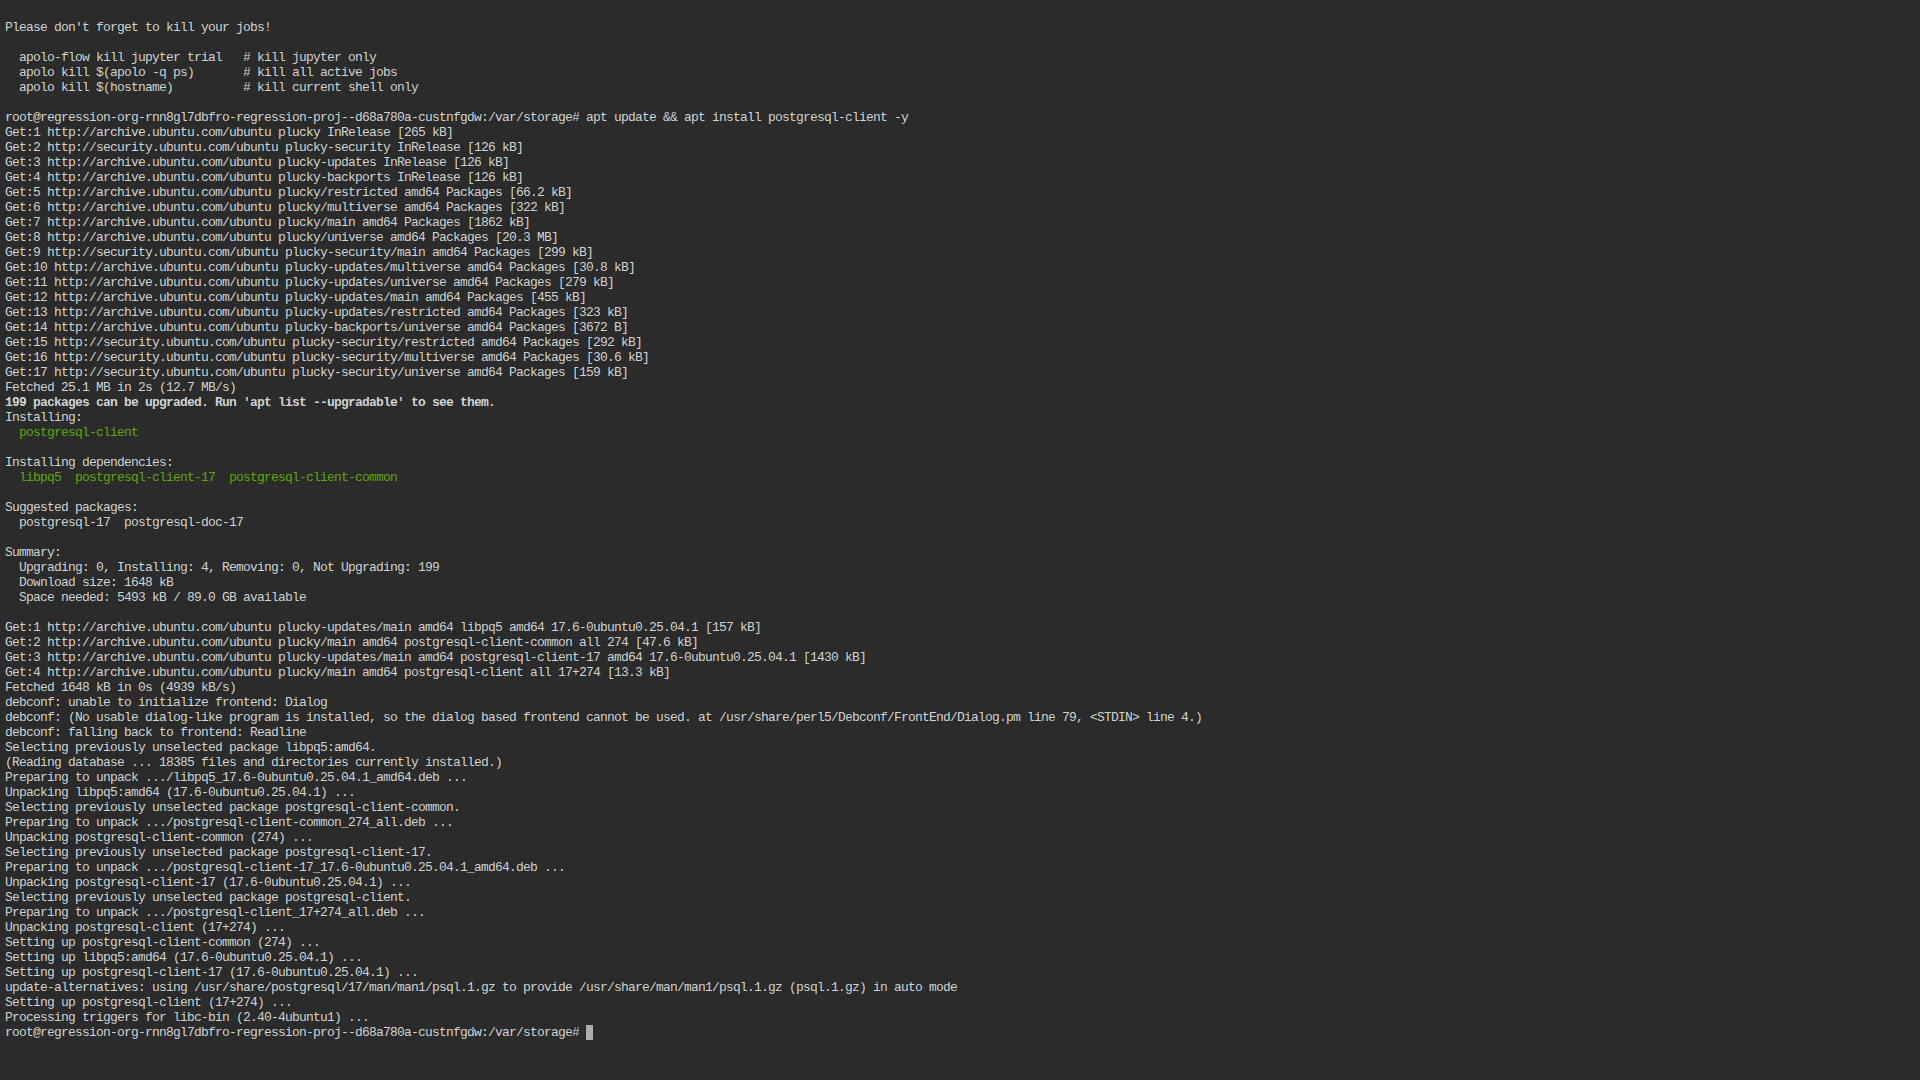 Please don't forget to kill your jobs!
apolo-flow kill jupyter trial   # kill jupyter only
apolo kill $(apolo -q ps)       # kill all active jobs
apolo kill $(hostname)          # kill current shell only
root@regression-org-rnn8gl7dbfro-regression-proj--d68a780a-custnfgdw:/var/storage# apt update && apt install postgresql-client -y
Get:1 http://archive.ubuntu.com/ubuntu plucky InRelease [265 kB]
Get:2 http://security.ubuntu.com/ubuntu plucky-security InRelease [126 kB]
Get:3 http://archive.ubuntu.com/ubuntu plucky-updates InRelease [126 kB]
Get:4 http://archive.ubuntu.com/ubuntu plucky-backports InRelease [126 kB]
Get:5 http://archive.ubuntu.com/ubuntu plucky/restricted amd64 Packages [66.2 kB]
Get:6 http://archive.ubuntu.com/ubuntu plucky/multiverse amd64 Packages [322 kB]
Get:7 http://archive.ubuntu.com/ubuntu plucky/main amd64 Packages [1862 kB]
Get:8 http://archive.ubuntu.com/ubuntu plucky/universe amd64 Packages [20.3 MB]
Get:9 http://security.ubuntu.com/ubuntu plucky-security/main amd64 Packages [299 kB]
Get:10 http://archive.ubuntu.com/ubuntu plucky-updates/multiverse amd64 Packages [30.8 kB]
Get:11 http://archive.ubuntu.com/ubuntu plucky-updates/universe amd64 Packages [279 kB]
Get:12 http://archive.ubuntu.com/ubuntu plucky-updates/main amd64 Packages [455 kB]
Get:13 http://archive.ubuntu.com/ubuntu plucky-updates/restricted amd64 Packages [323 kB]
Get:14 http://archive.ubuntu.com/ubuntu plucky-backports/universe amd64 Packages [3672 B]
Get:15 http://security.ubuntu.com/ubuntu plucky-security/restricted amd64 Packages [292 kB]
Get:16 http://security.ubuntu.com/ubuntu plucky-security/multiverse amd64 Packages [30.6 kB]
Get:17 http://security.ubuntu.com/ubuntu plucky-security/universe amd64 Packages [159 kB]
Fetched 25.1 MB in 2s (12.7 MB/s)
199 packages can be upgraded. Run 'apt list --upgradable' to see them.
Installing:
postgresql-client
Installing dependencies:
libpq5  postgresql-client-17  postgresql-client-common
Suggested packages:
postgresql-17  postgresql-doc-17
Summary:
Upgrading: 0, Installing: 4, Removing: 0, Not Upgrading: 199
Download size: 1648 kB
Space needed: 5493 kB / 89.0 GB available
Get:1 http://archive.ubuntu.com/ubuntu plucky-updates/main amd64 libpq5 amd64 17.6-0ubuntu0.25.04.1 [157 kB]
Get:2 http://archive.ubuntu.com/ubuntu plucky/main amd64 postgresql-client-common all 274 [47.6 kB]
Get:3 http://archive.ubuntu.com/ubuntu plucky-updates/main amd64 postgresql-client-17 amd64 17.6-0ubuntu0.25.04.1 [1430 kB]
Get:4 http://archive.ubuntu.com/ubuntu plucky/main amd64 postgresql-client all 17+274 [13.3 kB]
Fetched 1648 kB in 0s (4939 kB/s)
debconf: unable to initialize frontend: Dialog
debconf: (No usable dialog-like program is installed, so the dialog based frontend cannot be used. at /usr/share/perl5/Debconf/FrontEnd/Dialog.pm line 79, <STDIN> line 4.)
debconf: falling back to frontend: Readline
Selecting previously unselected package libpq5:amd64.
(Reading database ... 18385 files and directories currently installed.)
Preparing to unpack .../libpq5_17.6-0ubuntu0.25.04.1_amd64.deb ...
Unpacking libpq5:amd64 (17.6-0ubuntu0.25.04.1) ...
Selecting previously unselected package postgresql-client-common.
Preparing to unpack .../postgresql-client-common_274_all.deb ...
Unpacking postgresql-client-common (274) ...
Selecting previously unselected package postgresql-client-17.
Preparing to unpack .../postgresql-client-17_17.6-0ubuntu0.25.04.1_amd64.deb ...
Unpacking postgresql-client-17 (17.6-0ubuntu0.25.04.1) ...
Selecting previously unselected package postgresql-client.
Preparing to unpack .../postgresql-client_17+274_all.deb ...
Unpacking postgresql-client (17+274) ...
Setting up postgresql-client-common (274) ...
Setting up libpq5:amd64 (17.6-0ubuntu0.25.04.1) ...
Setting up postgresql-client-17 (17.6-0ubuntu0.25.04.1) ...
update-alternatives: using /usr/share/postgresql/17/man/man1/psql.1.gz to provide /usr/share/man/man1/psql.1.gz (psql.1.gz) in auto mode
Setting up postgresql-client (17+274) ...
Processing triggers for libc-bin (2.40-4ubuntu1) ...
root@regression-org-rnn8gl7dbfro-regression-proj--d68a780a-custnfgdw:/var/storage#